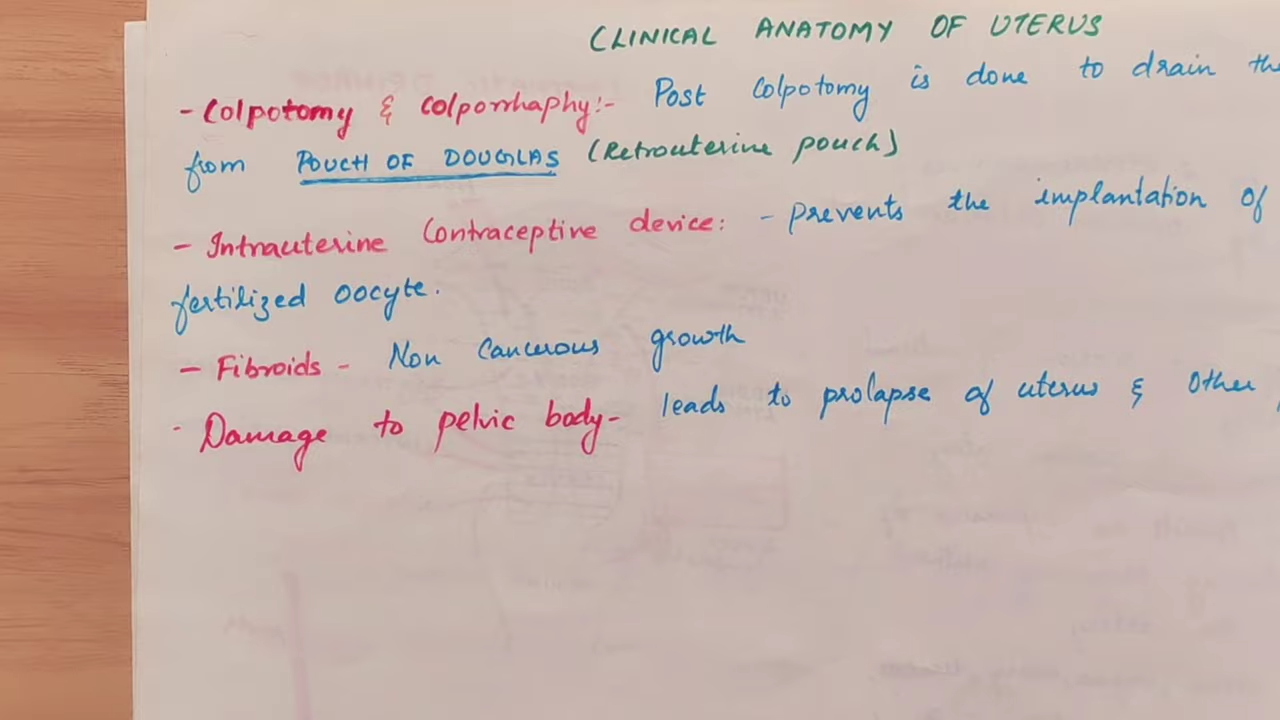 CLINICAL ANATOMY OF UTERUS
- Colpotomy & Colporrhaphy:- Post Colpotomy is done to drain the
from POUCH OF DOUGLAS (Retrouterine pouch)
- Intrauterine Contraceptive device: - prevents the implantation of
fertilized oocyte.
- Fibroids - Non Cancerous growth
- Damage to pelvic body - leads to prolapse of uterus & Other